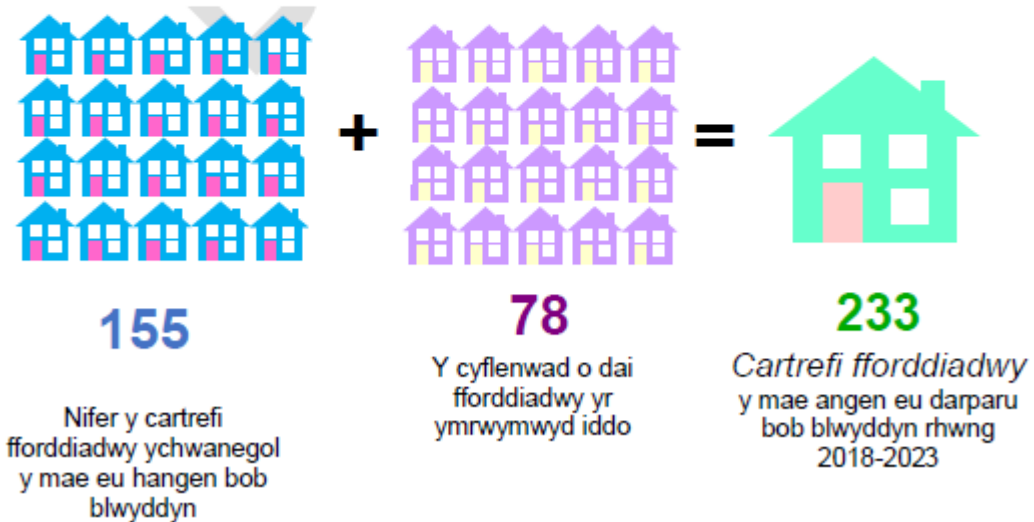 +
=
155
Nifer y cartrefi
fforddiadwy ychwanegol
y mae eu hangen bob
blwyddyn
78
Y cyflenwad o dai
fforddiadwy yr
ymrwymwyd iddo
233
Cartrefi fforddiadwy
y mae angen eu darparu
bob blwyddyn rhwng
2018-2023